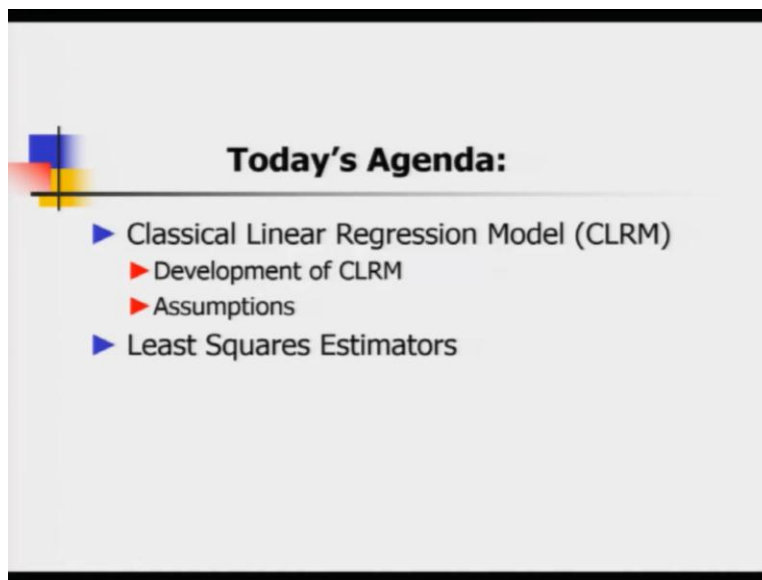 Today's Agenda:
Classical Linear Regression Model (CLRM)
Development of CLRM
Assumptions
Least Squares Estimators